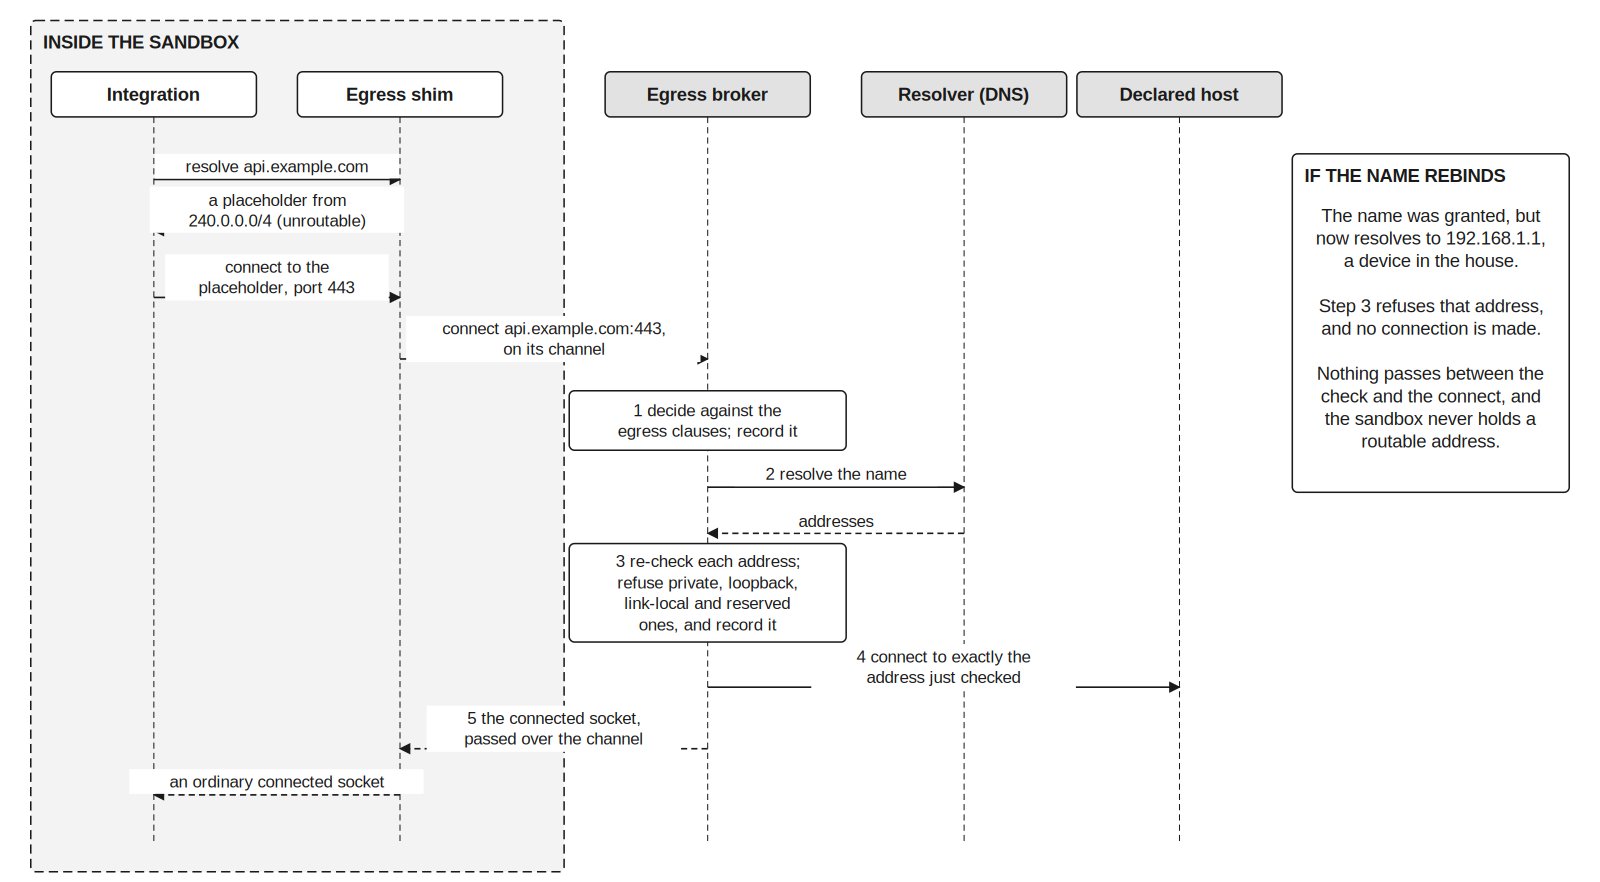 INSIDE THE SANDBOX
Integration
Egress shim
Egress broker
Resolver (DNS)
Declared host
resolve api.example.com
a placeholder from
240.0.0.0/4 (unroutable)
connect to the
placeholder, port 443
connect api.example.com:443,
on its channel
1 decide against the
egress clauses; record it
2 resolve the name
addresses
3 re-check each address;
refuse private, loopback,
link-local and reserved
ones, and record it
4 connect to exactly the
address just checked
5 the connected socket,
passed over the channel
an ordinary connected socket
IF THE NAME REBINDS
The name was granted, but
now resolves to 192.168.1.1,
a device in the house.
Step 3 refuses that address,
and no connection is made.
Nothing passes between the
check and the connect, and
the sandbox never holds a
routable address.